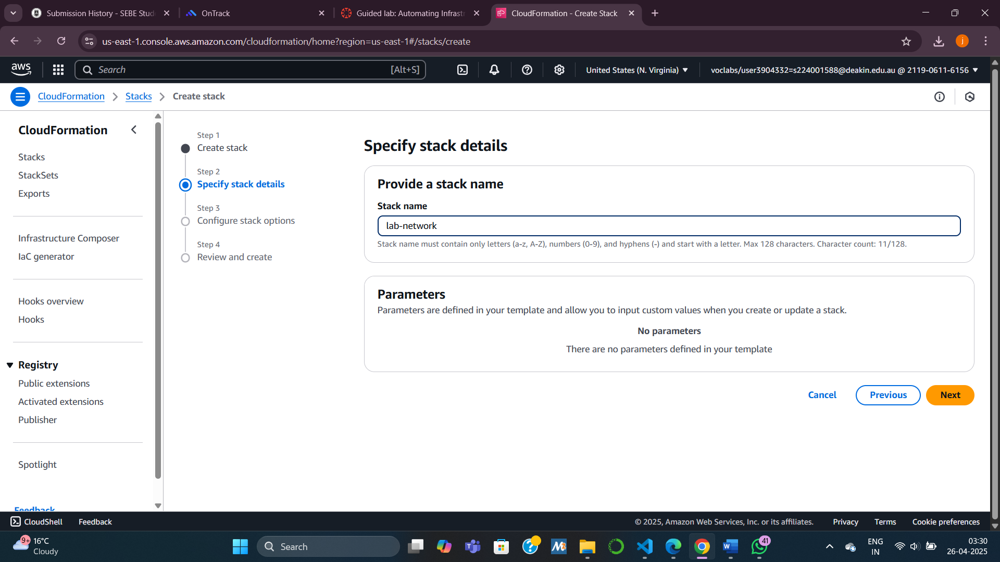 Submission History - SEBE Stud
OnTrack
Guided lab: Automating Infrastr
CloudFormation - Create Stack
us-east-1.console.aws.amazon.com/cloudformation/home?region=us-east-1#/stacks/create
j
aws
Search
[Alt+S]
United States (N. Virginia)
voclabs/user3904332=s224001588@deakin.edu.au @ 2119-0611-6156
CloudFormation
Stacks
Create stack
CloudFormation
Stacks
StackSets
Exports
Infrastructure Composer
IaC generator
Hooks overview
Hooks
Registry
Public extensions
Activated extensions
Publisher
Spotlight
Feedback
Step 1
Create stack
Step 2
Specify stack details
Step 3
Configure stack options
Step 4
Review and create
Specify stack details
Provide a stack name
Stack name
lab-network
Stack name must contain only letters (a-z, A-Z), numbers (0-9), and hyphens (-) and start with a letter. Max 128 characters. Character count: 11/128.
Parameters
Parameters are defined in your template and allow you to input custom values when you create or update a stack.
No parameters
There are no parameters defined in your template
Cancel
Previous
Next
CloudShell
Feedback
© 2025, Amazon Web Services, Inc. or its affiliates.
Privacy
Terms
Cookie preferences
9+
16°C
Cloudy
Search
41
ENG
IN
03:30
26-04-2025